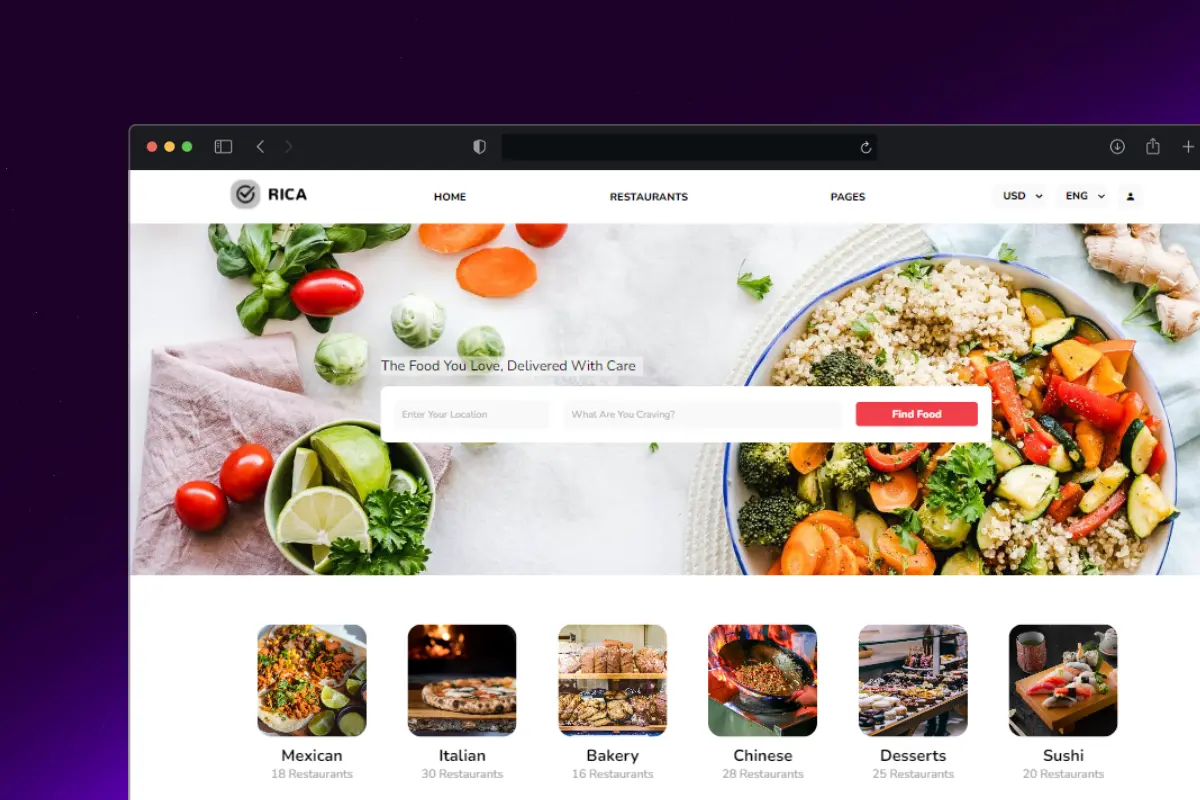 RICA HOME RESTAURANTS PAGES USD ENG
The Food You Love, Delivered With Care
Enter Your Location What Are You Craving? Find Food
Mexican Italian Bakery Chinese Desserts Sushi
18 Restaurants 30 Restaurants 16 Restaurants 28 Restaurants 25 Restaurants 20 Restaurants